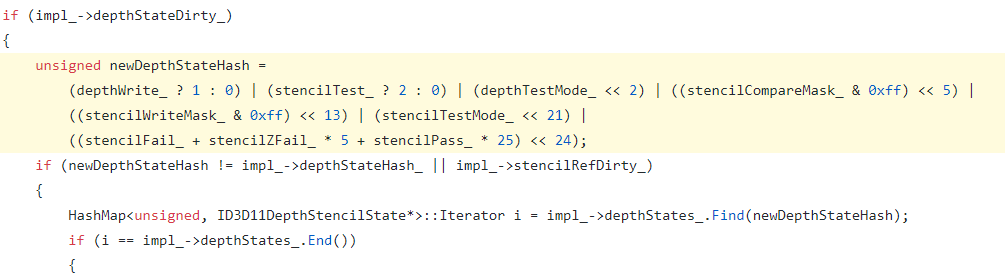 if (impl_->depthStateDirty_)
{
unsigned newDepthStateHash =
(depthWrite_ ? 1 : 0) | (stencilTest_ ? 2 : 0) | (depthTestMode_ << 2) | ((stencilCompareMask_ & 0xff) << 5) |
((stencilWriteMask_ & 0xff) << 13) | (stencilTestMode_ << 21) |
((stencilFail_ + stencilZFail_ * 5 + stencilPass_ * 25) << 24);
if (newDepthStateHash != impl_->depthStateHash_ || impl_->stencilRefDirty_)
{
HashMap<unsigned, ID3D11DepthStencilState*>::Iterator i = impl_->depthStates_.Find(newDepthStateHash);
if (i == impl_->depthStates_.End())
{